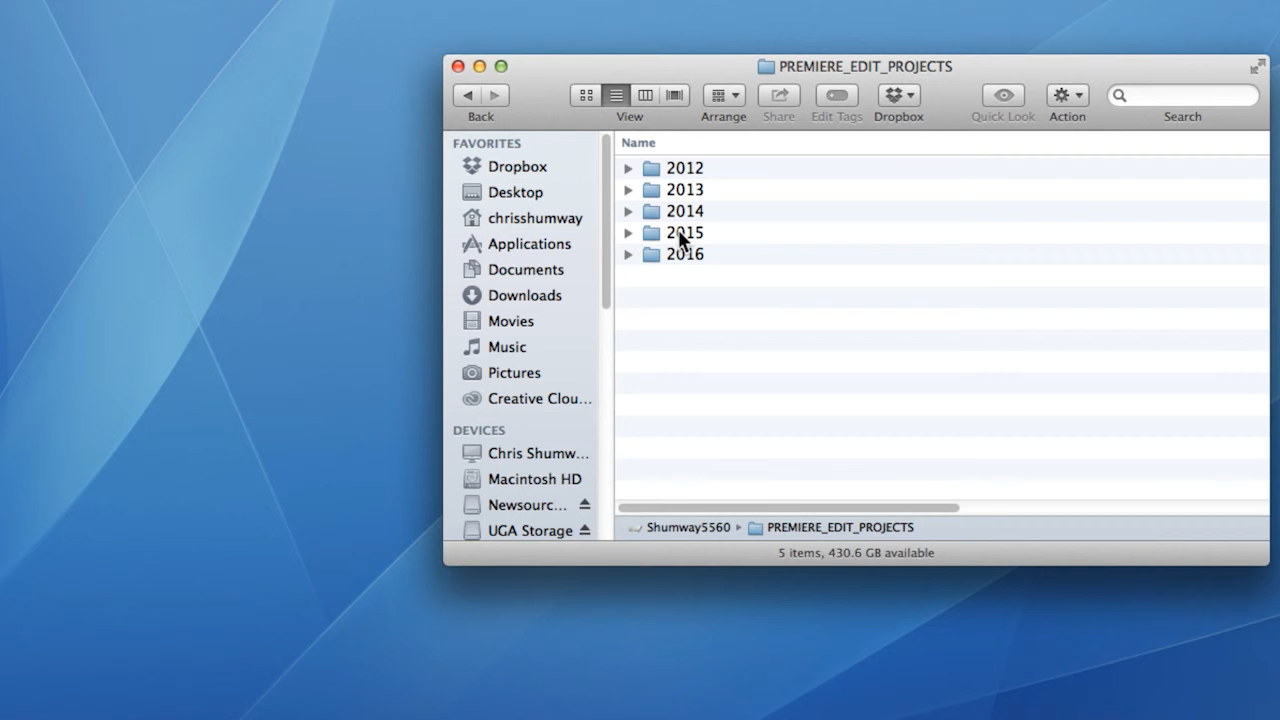 PREMIERE_EDIT_PROJECTS
Back
View
Arrange
Share
Edit Tags
Dropbox
Quick Look
Action
Search
FAVORITES
Dropbox
Desktop
chrisshumway
Applications
Documents
Downloads
Movies
Music
Pictures
Creative Clou...
DEVICES
Chris Shumw...
Macintosh HD
Newsourc...
UGA Storage
Name
2012
2013
2014
2015
2016
Shumway5560 ▸ PREMIERE_EDIT_PROJECTS
5 items, 430.6 GB available